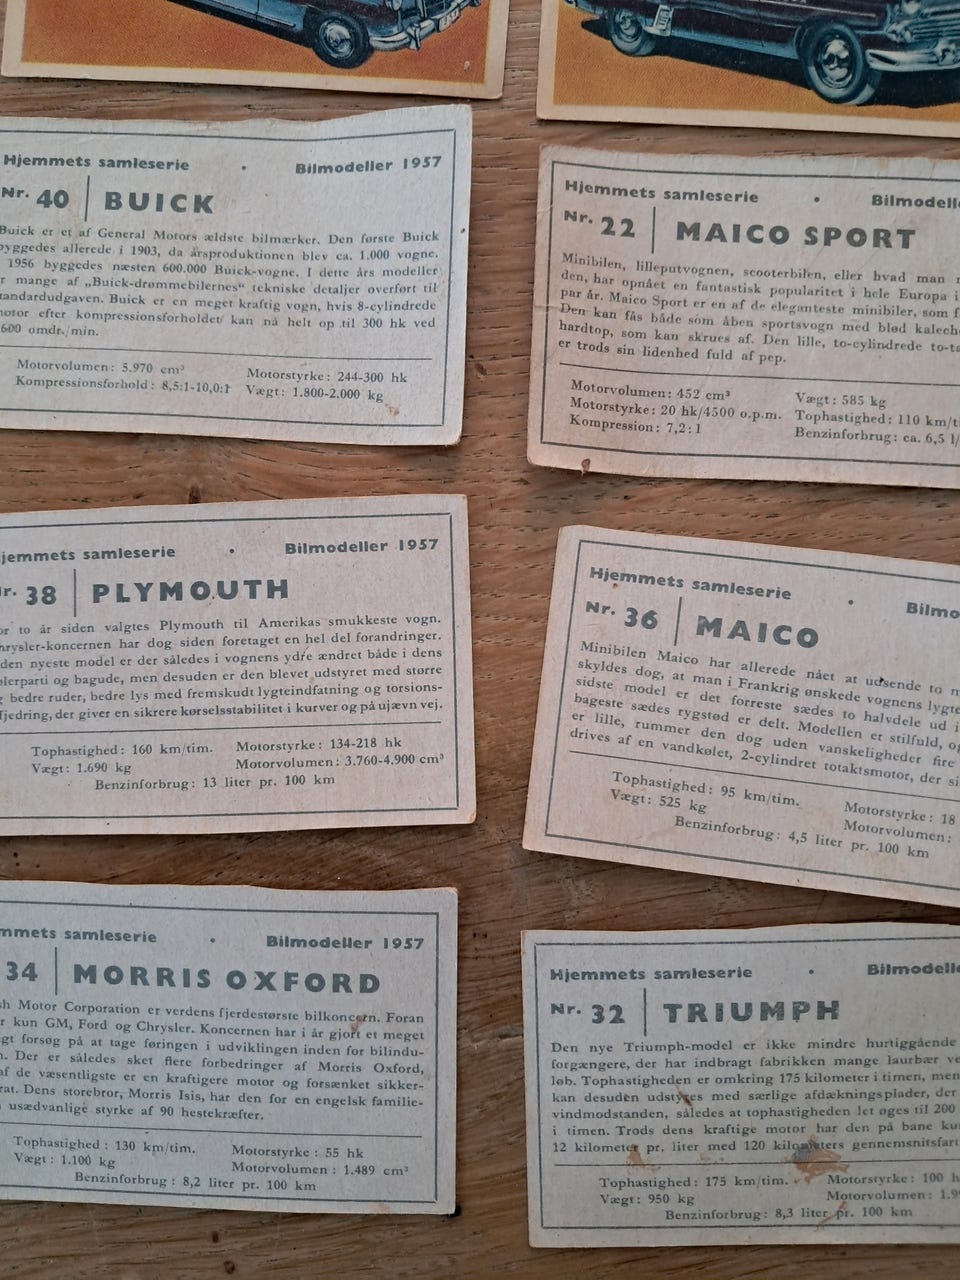 Hjemmets samleserie • Bilmodeller 1957
Nr. 40 BUICK
Buick er et af General Motors ældste bilmærker. Den første Buick
byggedes allerede i 1903, da årsproduktionen blev ca. 1.000 vogne.
1956 byggedes næsten 600.000 Buick-vogne. I dette års modeller
r mange af „Buick-drømmebilernes" tekniske detaljer overført til
tandardudgaven. Buick er en meget kraftig vogn, hvis 8-cylindrede
motor efter kompressionsforholdet kan nå helt op til 300 hk ved
600 omdr./min.
Motorvolumen: 5.970 cm³ Motorstyrke: 244-300 hk
Kompressionsforhold: 8,5:1-10,0:1 Vægt: 1.800-2.000 kg
Hjemmets samleserie • Bilmodelle
Nr. 22 MAICO SPORT
Minibilen, lilleputvognen, scooterbilen, eller hvad man
den, har opnået en fantastisk popularitet i hele Europa i
par år. Maico Sport er en af de eleganteste minibiler, som f
Den kan fås både som åben sportsvogn med blød kalech
hardtop, som kan skrues af. Den lille, to-cylindrede to-ta
er trods sin lidenhed fuld af pep.
Motorvolumen: 452 cm³ Vægt: 585 kg
Motorstyrke: 20 hk/4500 o.p.m. Tophastighed: 110 km/ti
Kompression: 7,2:1 Benzinforbrug: ca. 6,5 l/
jemmets samleserie • Bilmodeller 1957
r. 38 PLYMOUTH
or to år siden valgtes Plymouth til Amerikas smukkeste vogn.
hrysler-koncernen har dog siden foretaget en hel del forandringer.
den nyeste model er der således i vognens ydre ændret både i dens
ølerparti og bagude, men desuden er den blevet udstyret med større
g bedre ruder, bedre lys med fremskudt lygteindfatning og torsions-
fjedring, der giver en sikrere kørselsstabilitet i kurver og på ujævn vej.
Tophastighed: 160 km/tim. Motorstyrke: 134-218 hk
Vægt: 1.690 kg Motorvolumen: 3.760-4.900 cm³
Benzinforbrug: 13 liter pr. 100 km
Hjemmets samleserie • Bilmo
Nr. 36 MAICO
Minibilen Maico har allerede nået at udsende to m
skyldes dog, at man i Frankrig ønskede vognens lygte
sidste model er det forreste sædes to halvdele ud i
bageste sædes rygstød er delt. Modellen er stilfuld, og
er lille, rummer den dog uden vanskeligheder fire
drives af en vandkølet, 2-cylindret totaktsmotor, der si
Tophastighed: 95 km/tim. Motorstyrke: 18
Vægt: 525 kg Motorvolumen:
Benzinforbrug: 4,5 liter pr. 100 km
mmets samleserie • Bilmodeller 1957
34 MORRIS OXFORD
sh Motor Corporation er verdens fjerdestørste bilkoncern. Foran
r kun GM, Ford og Chrysler. Koncernen har i år gjort et meget
gt forsøg på at tage føringen i udviklingen inden for bilindu-
n. Der er således sket flere forbedringer af Morris Oxford,
af de væsentligste er en kraftigere motor og forsænket sikker-
rat. Dens storebror, Morris Isis, har den for en engelsk familie-
usædvanlige styrke af 90 hestekræfter.
Tophastighed: 130 km/tim. Motorstyrke: 55 hk
Vægt: 1.100 kg Motorvolumen: 1.489 cm³
Benzinforbrug: 8,2 liter pr. 100 km
Hjemmets samleserie • Bilmodelle
Nr. 32 TRIUMPH
Den nye Triumph-model er ikke mindre hurtiggående
forgængere, der har indbragt fabrikken mange laurbær ve
løb. Tophastigheden er omkring 175 kilometer i timen, men
kan desuden udstyres med særlige afdækningsplader, der
vindmodstanden, således at tophastigheden let øges til 200
i timen. Trods dens kraftige motor har den på bane ku
12 kilometer pr. liter med 120 kilometers gennemsnitsfart
Tophastighed: 175 km/tim. Motorstyrke: 100 h
Vægt: 950 kg Motorvolumen: 1.9
Benzinforbrug: 8,3 liter pr. 100 km